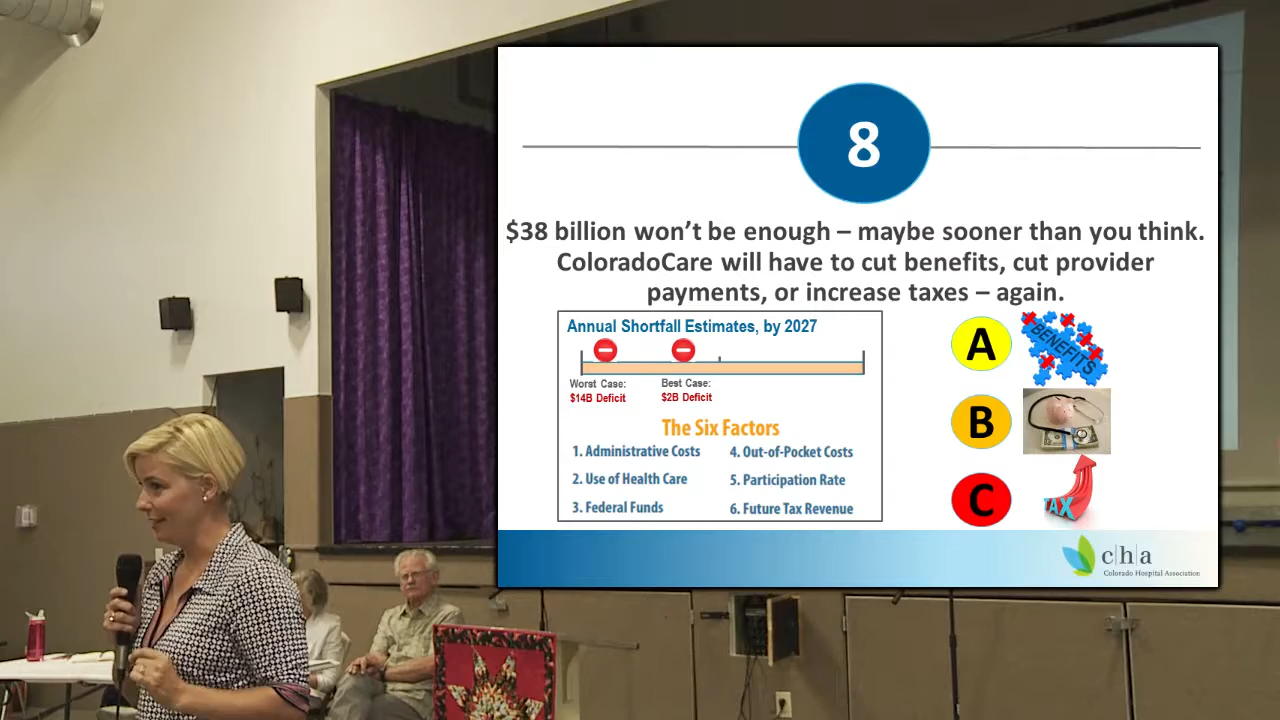 8
$38 billion won't be enough – maybe sooner than you think.
ColoradoCare will have to cut benefits, cut provider
payments, or increase taxes – again.
Annual Shortfall Estimates, by 2027
Worst Case:
$14B Deficit
Best Case:
$2B Deficit
The Six Factors
1. Administrative Costs
2. Use of Health Care
3. Federal Funds
4. Out-of-Pocket Costs
5. Participation Rate
6. Future Tax Revenue
A
BENEFITS
B
C
TAX
c|h|a
Colorado Hospital Association